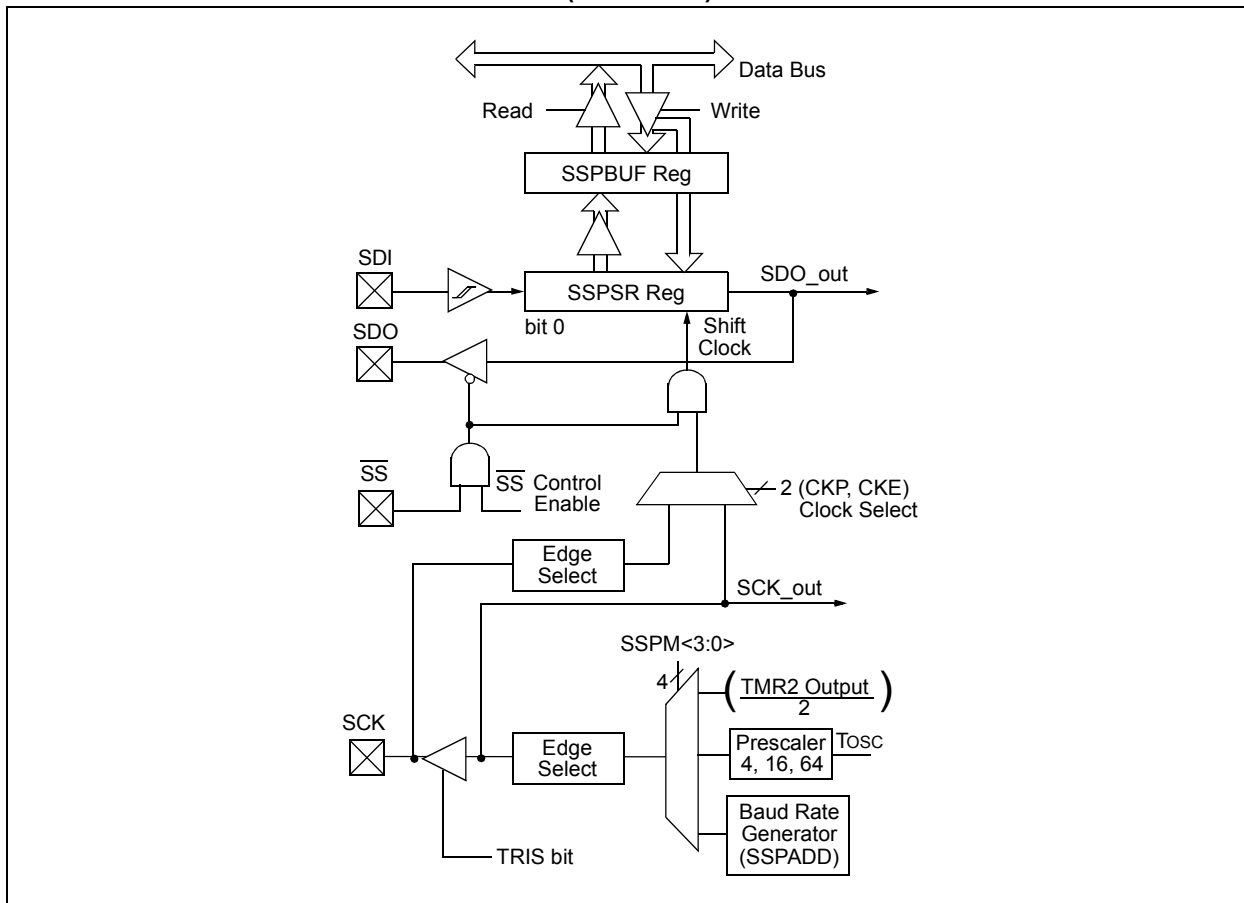 Data Bus
Read
Write
SSPBUF Reg
SDI
SSPSR Reg
SDO_out
bit 0
Shift
Clock
SDO
SS
SS Control
Enable
2 (CKP, CKE)
Clock Select
Edge
Select
SCK_out
SSPM<3:0>
4
( TMR2 Output )
2
SCK
Edge
Select
Prescaler
4, 16, 64
TOSC
Baud Rate
Generator
(SSPADD)
TRIS bit